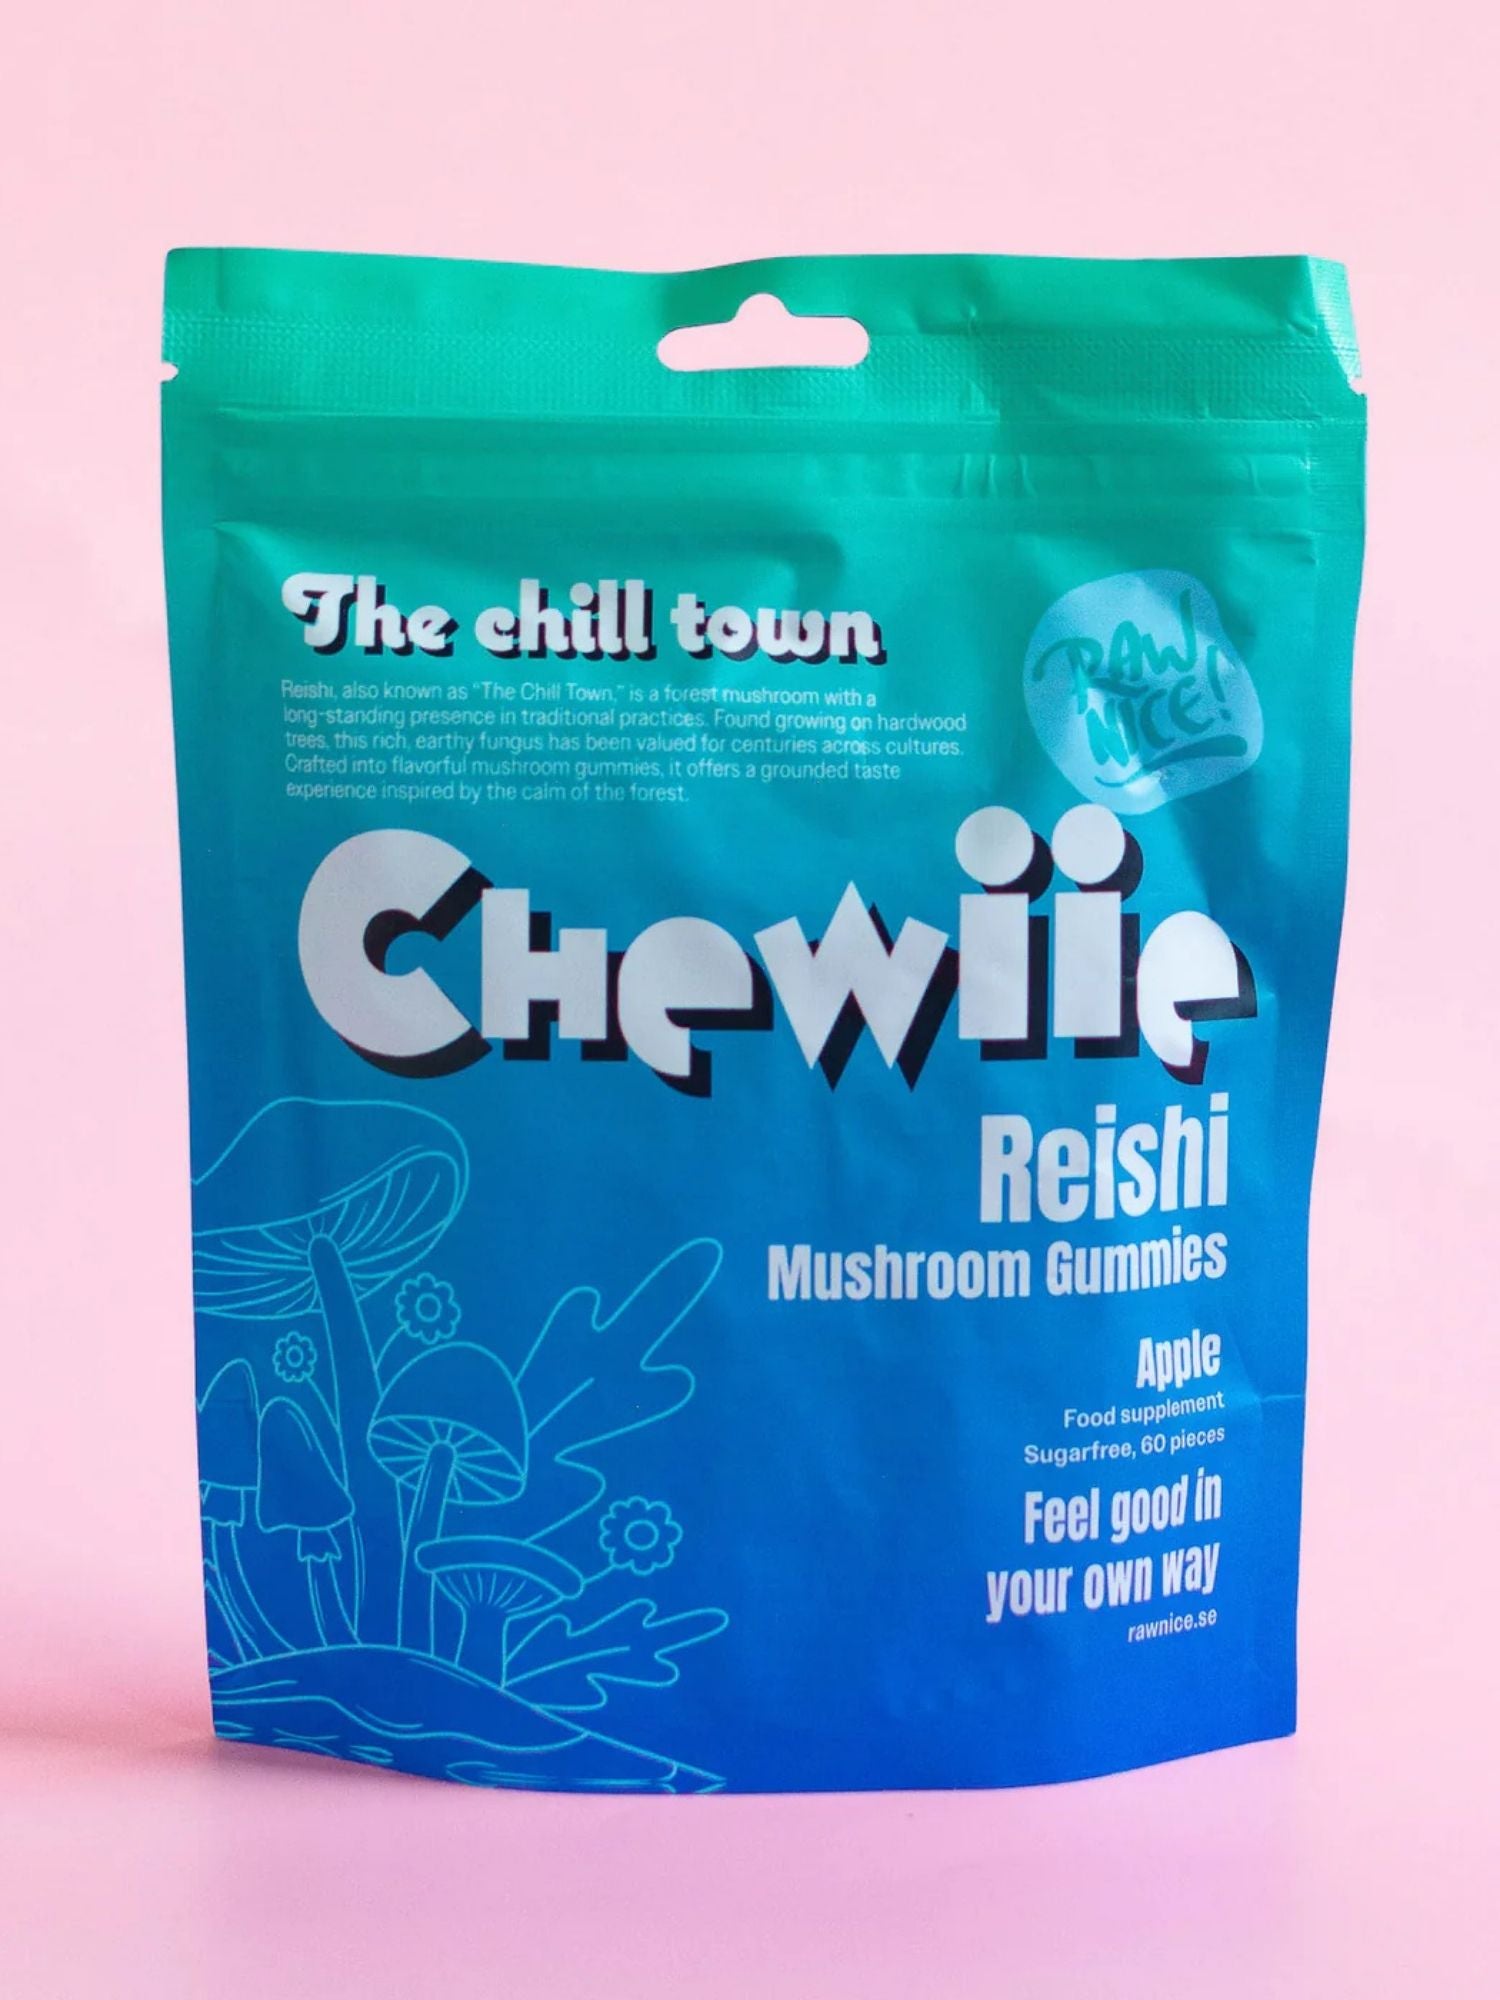 The chill town
Reishi, also known as "The Chill Town," is a forest mushroom with a
long-standing presence in traditional practices. Found growing on hardwood
trees, this rich, earthy fungus has been valued for centuries across cultures.
Crafted into flavorful mushroom gummies, it offers a grounded taste
experience inspired by the calm of the forest.
RAW
NICE!
Chewiie
Reishi
Mushroom Gummies
Apple
Food supplement
Sugarfree, 60 pieces
Feel good in
your own way
rawnice.se